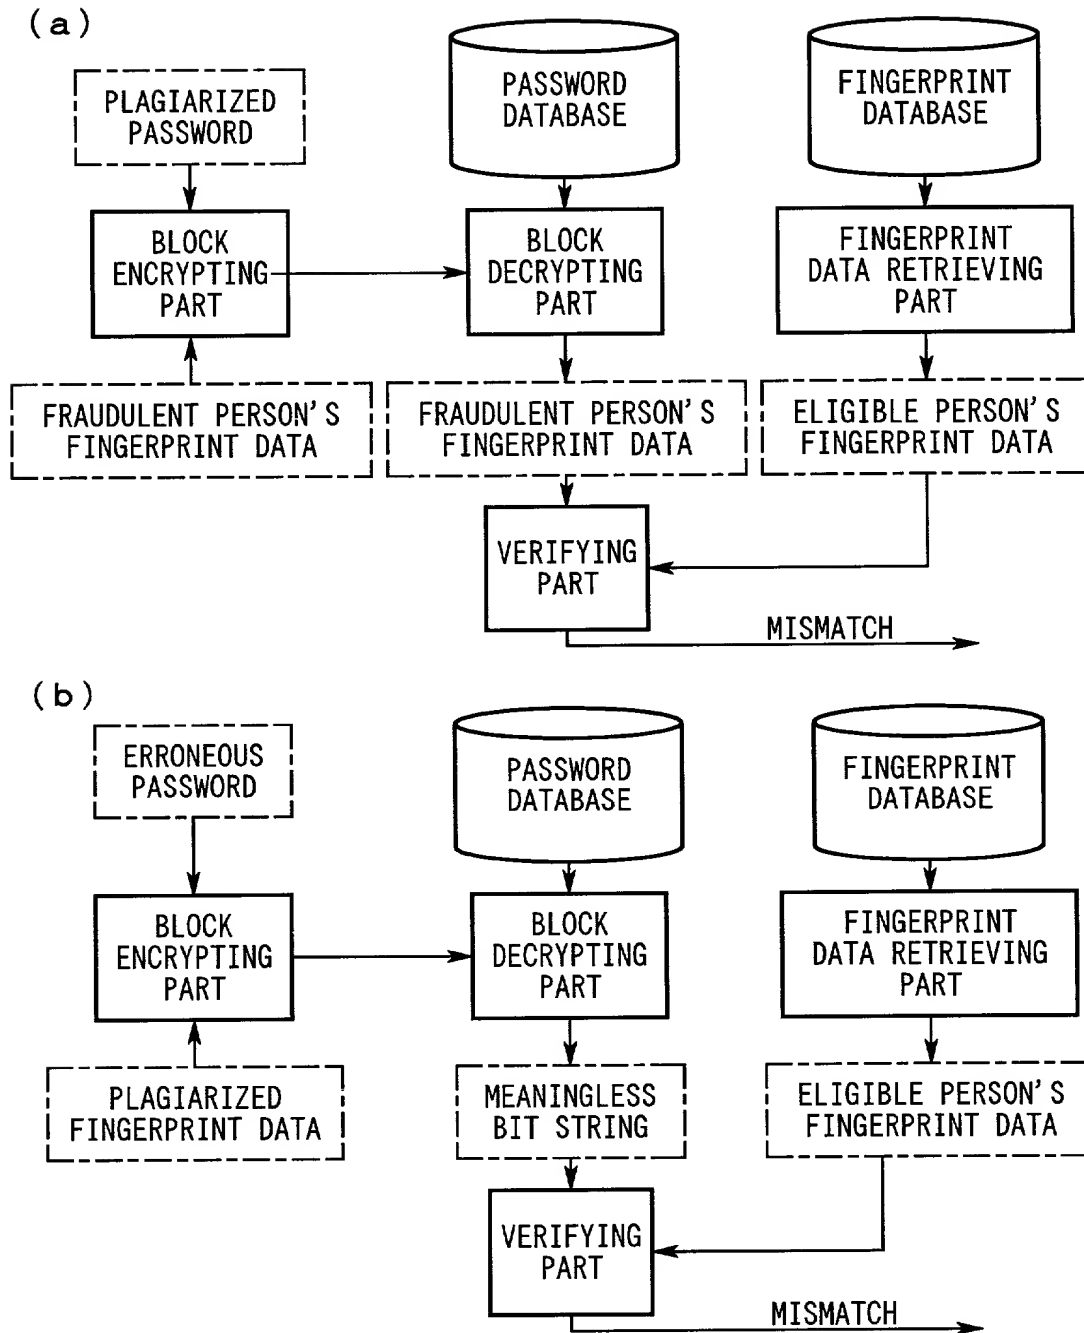 (a)
PLAGIARIZED
PASSWORD
PASSWORD
DATABASE
FINGERPRINT
DATABASE
BLOCK
ENCRYPTING
PART
BLOCK
DECRYPTING
PART
FINGERPRINT
DATA RETRIEVING
PART
FRAUDULENT PERSON'S
FINGERPRINT DATA
FRAUDULENT PERSON'S
FINGERPRINT DATA
ELIGIBLE PERSON'S
FINGERPRINT DATA
VERIFYING
PART
MISMATCH
(b)
ERRONEOUS
PASSWORD
PASSWORD
DATABASE
FINGERPRINT
DATABASE
BLOCK
ENCRYPTING
PART
BLOCK
DECRYPTING
PART
FINGERPRINT
DATA RETRIEVING
PART
PLAGIARIZED
FINGERPRINT DATA
MEANINGLESS
BIT STRING
ELIGIBLE PERSON'S
FINGERPRINT DATA
VERIFYING
PART
MISMATCH